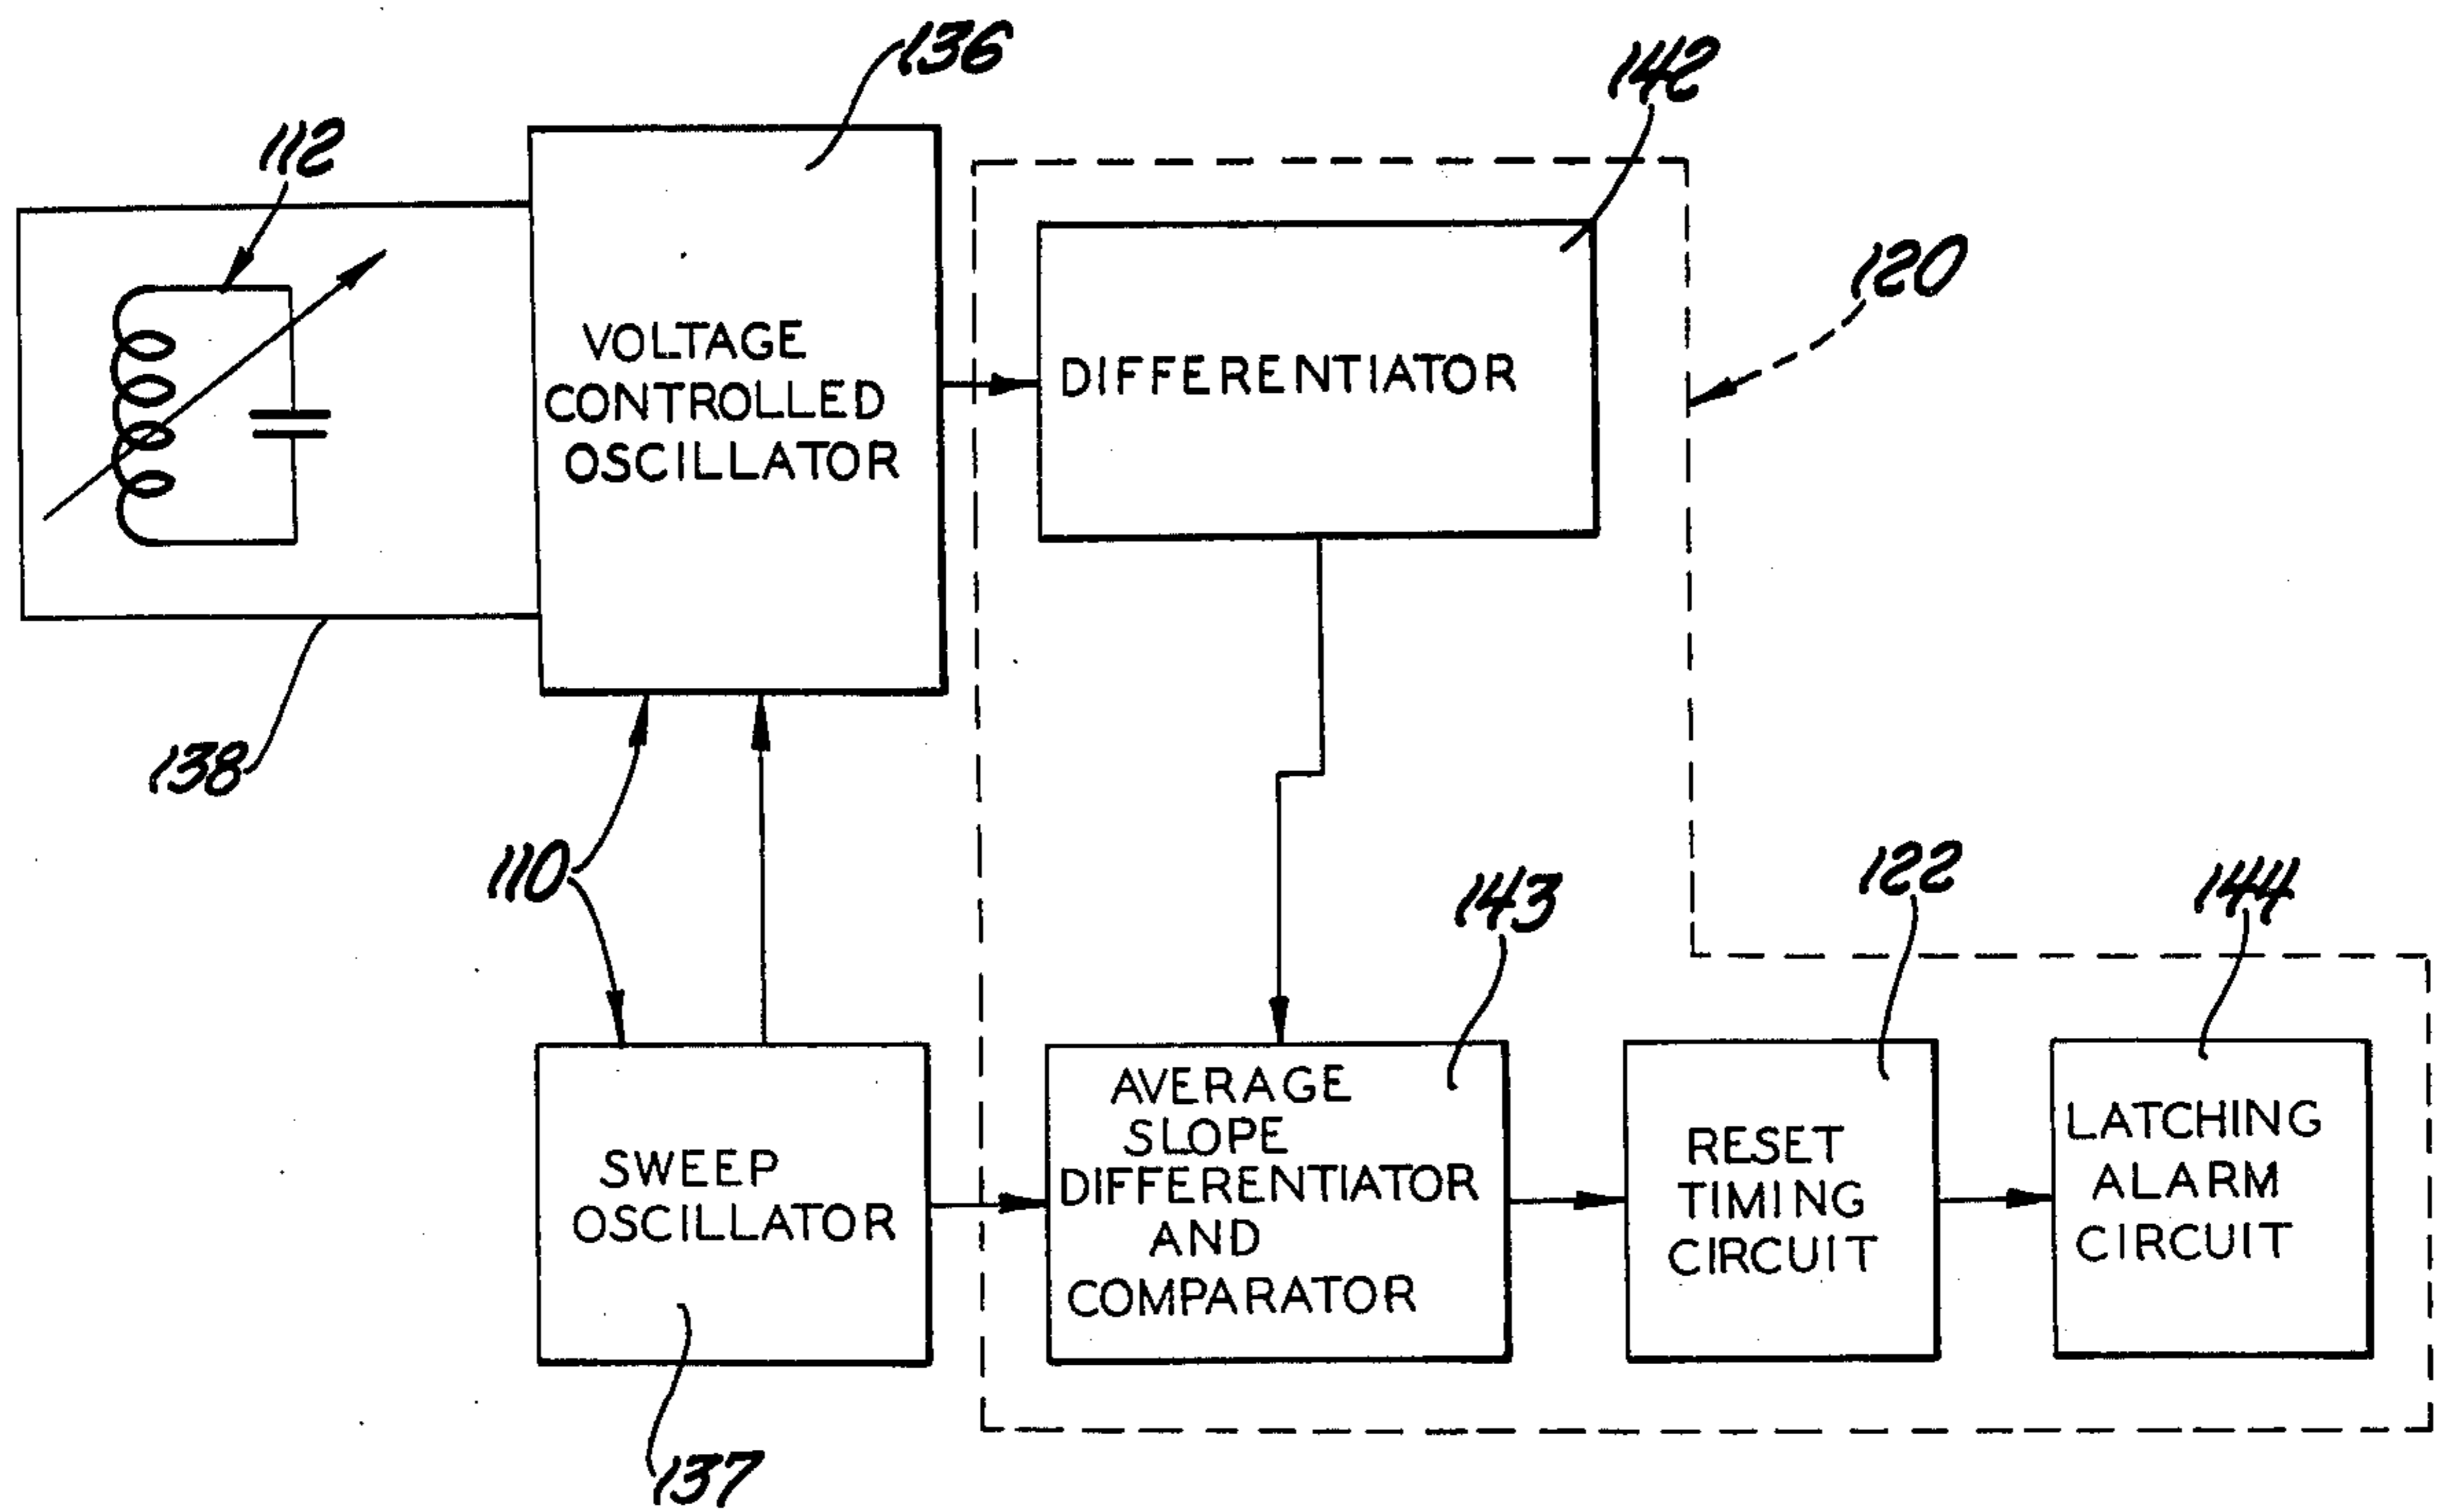 136
142
112
120
VOLTAGE
CONTROLLED
OSCILLATOR
DIFFERENTIATOR
138
110
143
122
144
SWEEP
OSCILLATOR
AVERAGE
SLOPE
DIFFERENTIATOR
AND
COMPARATOR
RESET
TIMING
CIRCUIT
LATCHING
ALARM
CIRCUIT
137